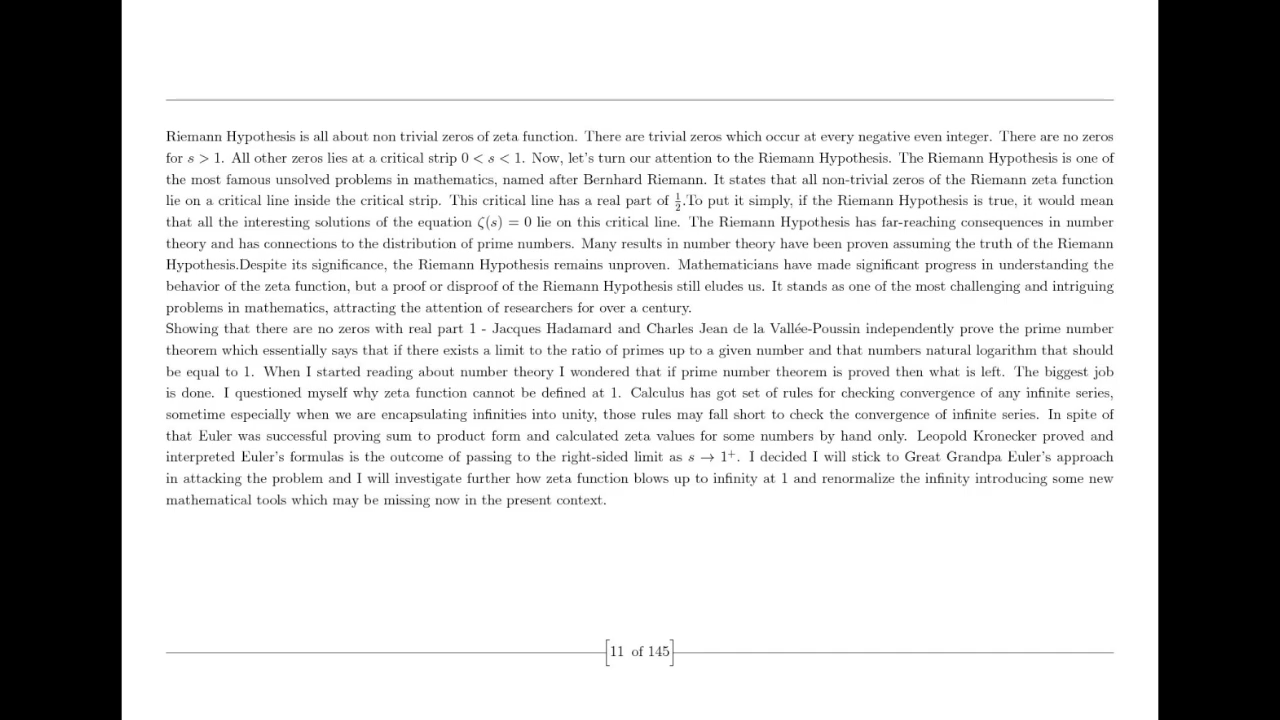 Riemann Hypothesis is all about non trivial zeros of zeta function. There are trivial zeros which occur at every negative even integer. There are no zeros
for s > 1. All other zeros lies at a critical strip 0 < s < 1. Now, let's turn our attention to the Riemann Hypothesis. The Riemann Hypothesis is one of
the most famous unsolved problems in mathematics, named after Bernhard Riemann. It states that all non-trivial zeros of the Riemann zeta function
lie on a critical line inside the critical strip. This critical line has a real part of 1/2.To put it simply, if the Riemann Hypothesis is true, it would mean
that all the interesting solutions of the equation ζ(s) = 0 lie on this critical line. The Riemann Hypothesis has far-reaching consequences in number
theory and has connections to the distribution of prime numbers. Many results in number theory have been proven assuming the truth of the Riemann
Hypothesis.Despite its significance, the Riemann Hypothesis remains unproven. Mathematicians have made significant progress in understanding the
behavior of the zeta function, but a proof or disproof of the Riemann Hypothesis still eludes us. It stands as one of the most challenging and intriguing
problems in mathematics, attracting the attention of researchers for over a century.
Showing that there are no zeros with real part 1 - Jacques Hadamard and Charles Jean de la Vallée-Poussin independently prove the prime number
theorem which essentially says that if there exists a limit to the ratio of primes up to a given number and that numbers natural logarithm that should
be equal to 1. When I started reading about number theory I wondered that if prime number theorem is proved then what is left. The biggest job
is done. I questioned myself why zeta function cannot be defined at 1. Calculus has got set of rules for checking convergence of any infinite series,
sometime especially when we are encapsulating infinities into unity, those rules may fall short to check the convergence of infinite series. In spite of
that Euler was successful proving sum to product form and calculated zeta values for some numbers by hand only. Leopold Kronecker proved and
interpreted Euler's formulas is the outcome of passing to the right-sided limit as s → 1⁺. I decided I will stick to Great Grandpa Euler's approach
in attacking the problem and I will investigate further how zeta function blows up to infinity at 1 and renormalize the infinity introducing some new
mathematical tools which may be missing now in the present context.
[11 of 145]